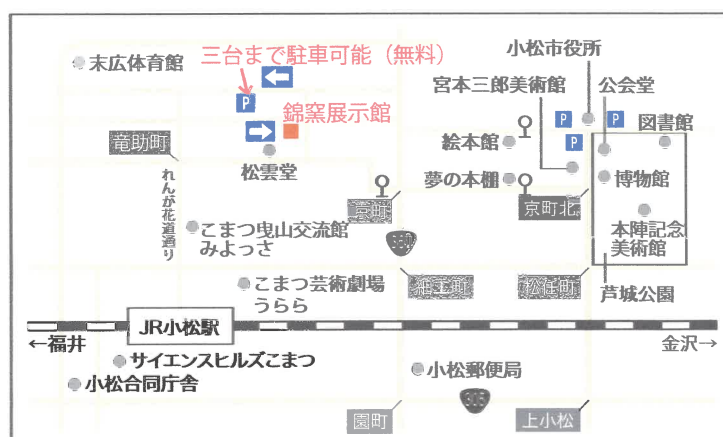 三台まで駐車可能（無料）
末広体育館
P
錦窯展示館
竜助町
松雲堂
れんが花道通り
こまつ曳山交流館
みよっさ
こまつ芸術劇場
うらら
小松市役所
宮本三郎美術館
公会堂
P
P
P
図書館
絵本館
夢の本棚
博物館
京町
京町北
本陣記念
美術館
細工町
松任町
芦城公園
JR小松駅
←福井
金沢→
サイエンスヒルズこまつ
小松合同庁舎
小松郵便局
305
園町
上小松